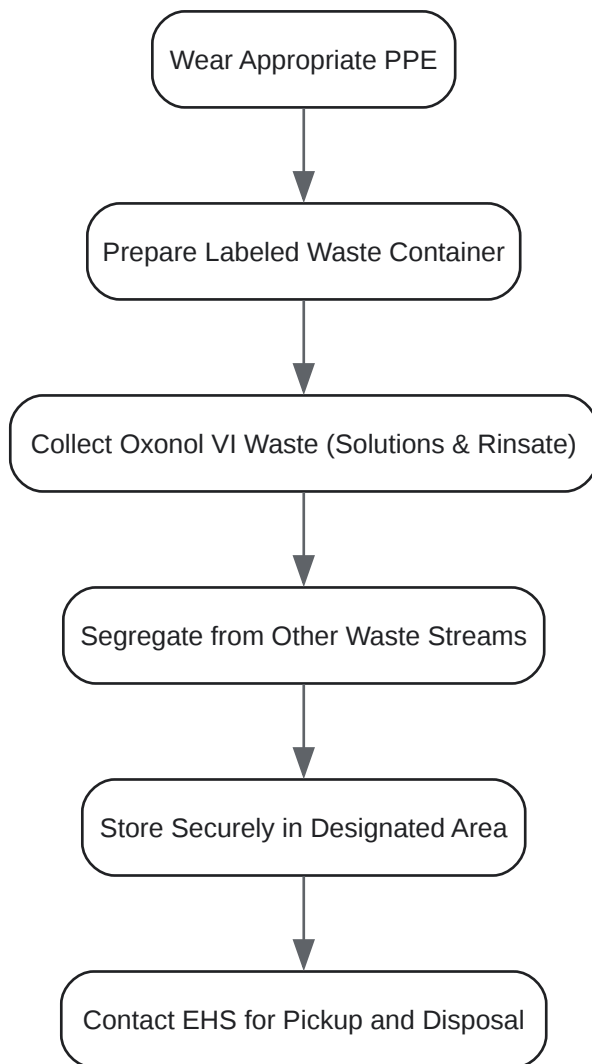 Wear Appropriate PPE
Prepare Labeled Waste Container
Collect Oxonol VI Waste (Solutions & Rinsate)
Segregate from Other Waste Streams
Store Securely in Designated Area
Contact EHS for Pickup and Disposal